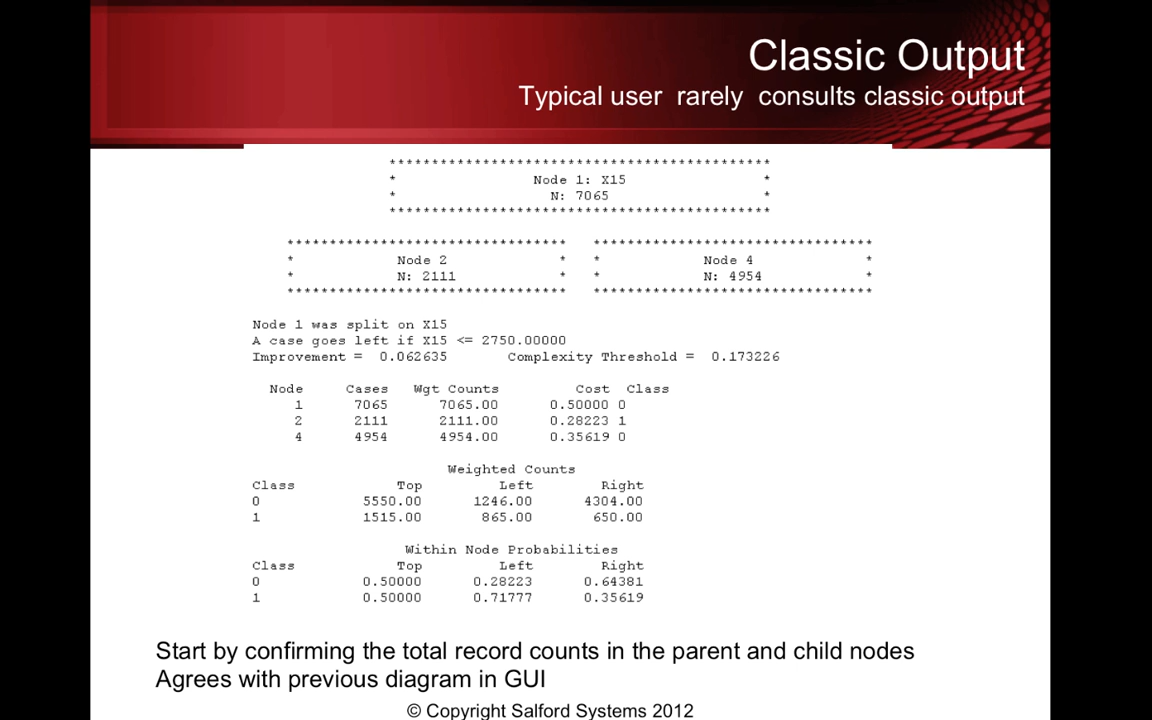 Classic Output
Typical user rarely consults classic output
*********************************************
* Node 1: X15 *
* N: 7065 *
*********************************************
********************************* *********************************
* Node 2 * * Node 4 *
* N: 2111 * * N: 4954 *
********************************* *********************************
Node 1 was split on X15
A case goes left if X15 <= 2750.00000
Improvement = 0.062635 Complexity Threshold = 0.173226
Node Cases Wgt Counts Cost Class
1 7065 7065.00 0.50000 0
2 2111 2111.00 0.28223 1
4 4954 4954.00 0.35619 0
Weighted Counts
Class Top Left Right
0 5550.00 1246.00 4304.00
1 1515.00 865.00 650.00
Within Node Probabilities
Class Top Left Right
0 0.50000 0.28223 0.64381
1 0.50000 0.71777 0.35619
Start by confirming the total record counts in the parent and child nodes
Agrees with previous diagram in GUI
© Copyright Salford Systems 2012